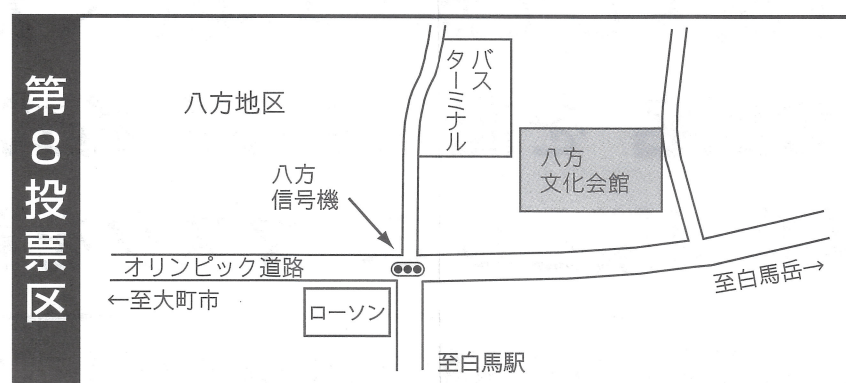 第8投票区
八方地区
バス
ターミナル
八方
文化会館
八方
信号機
オリンピック道路
←至大町市
ローソン
至白馬岳→
至白馬駅